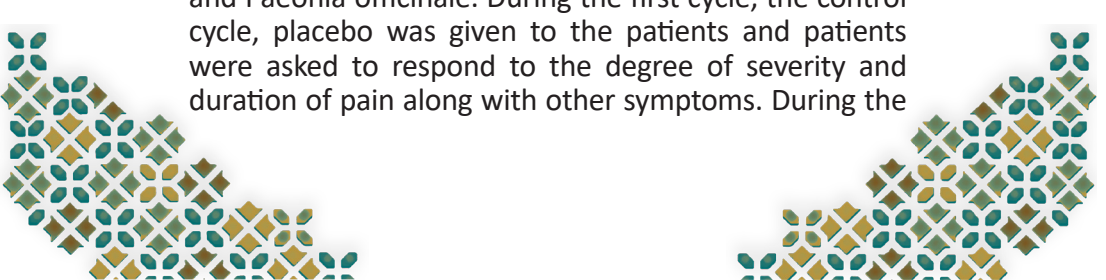 and Paeonia officinale. During the first cycle, the control
cycle, placebo was given to the patients and patients
were asked to respond to the degree of severity and
duration of pain along with other symptoms. During the